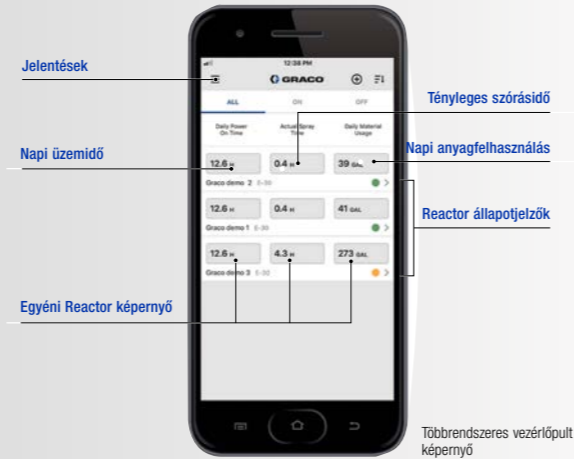 Jelentések
Napi üzemidő
Egyéni Reactor képernyő
12:38 PM
GRACO
ALL ON OFF
Daily Power On Time
Actual Spray Time
Daily Material Usage
12.6 H 0.4 H 39 GAL
Graco demo 2 E-30
12.6 H 0.4 H 41 GAL
Graco demo 1 E-30
12.6 H 4.3 H 273 GAL
Graco demo 3 E-30
Tényleges szórásidő
Napi anyagfelhasználás
Reactor állapotjelzők
Többrendszeres vezérlőpult
képernyő